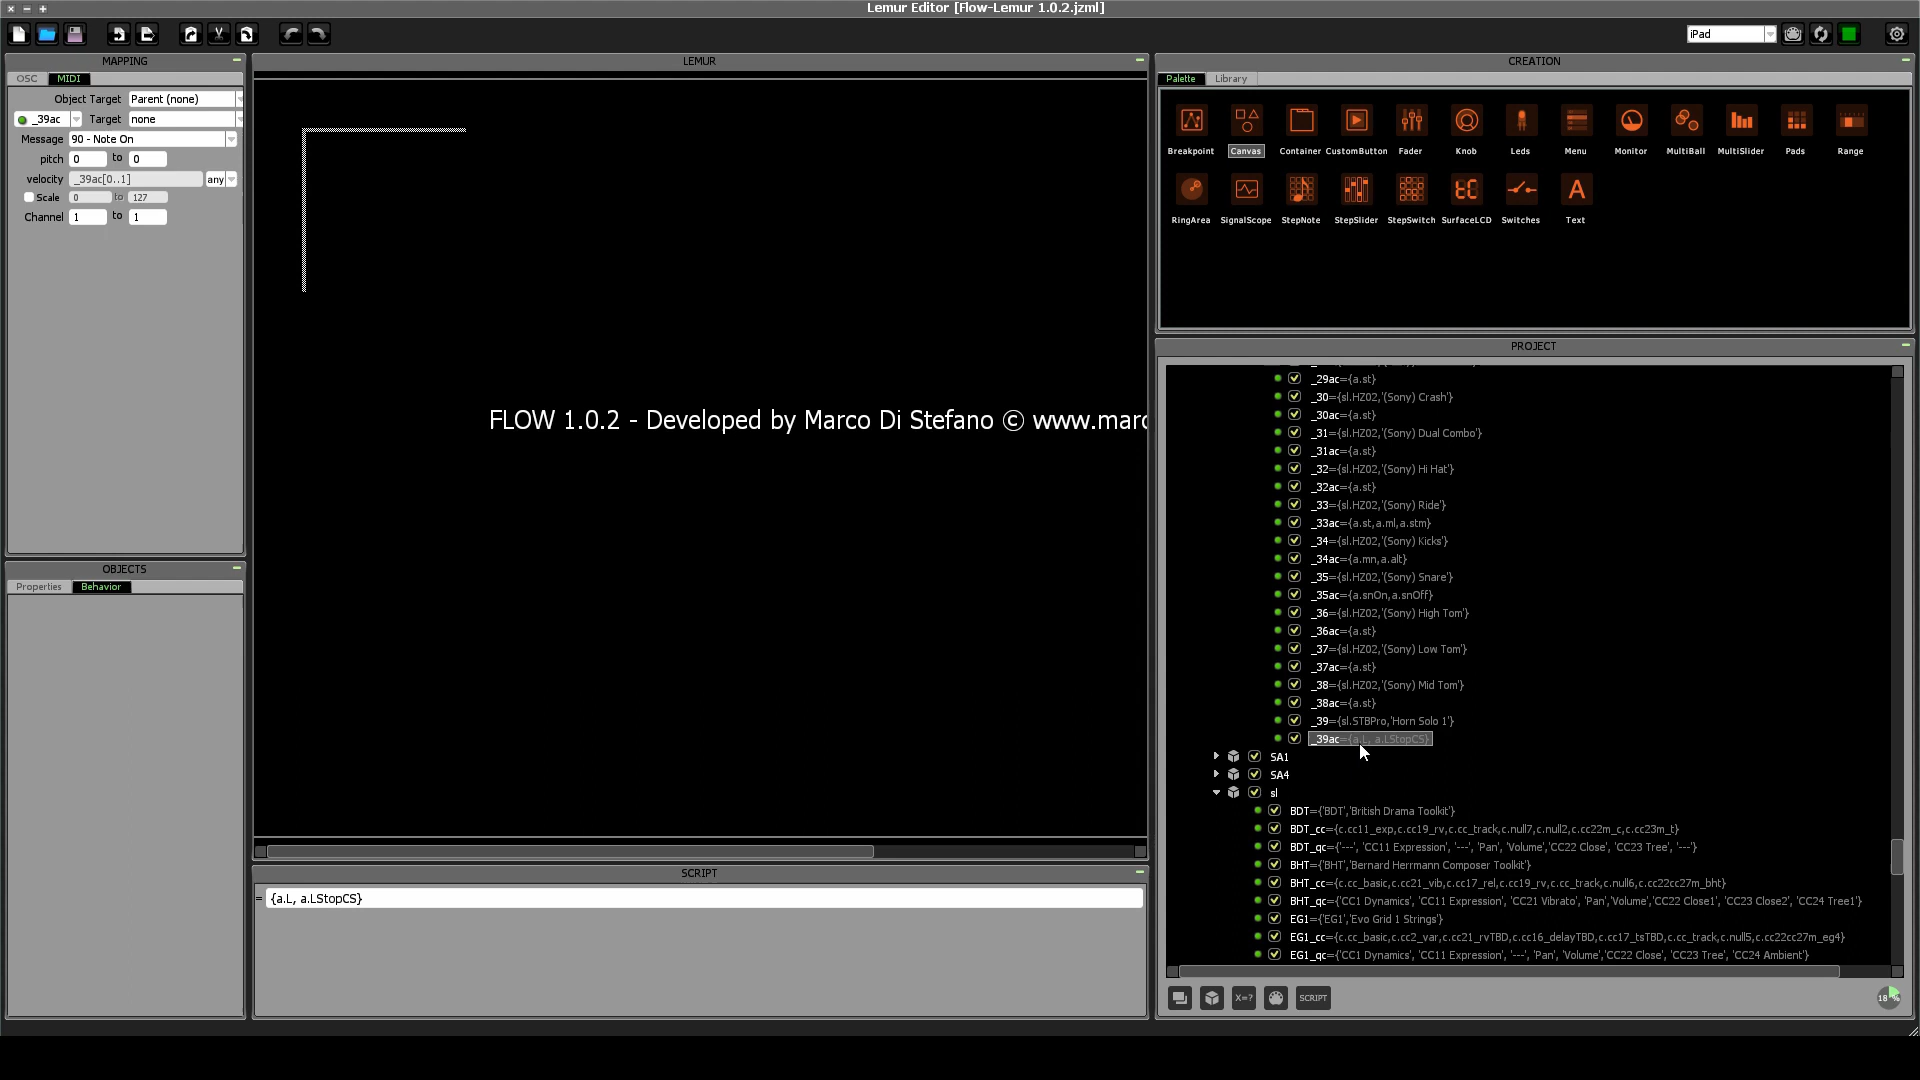 Lemur Editor [Flow-Lemur 1.0.2.jzml]
iPad
MAPPING
OSC MIDI
Object Target Parent (none)
_39ac Target none
Message 90 - Note On
pitch 0 to 0
velocity _39ac[0..1] any
Scale 0 to 127
Channel 1 to 1
OBJECTS
Properties Behavior
LEMUR
FLOW 1.0.2 - Developed by Marco Di Stefano © www.marc
SCRIPT
= {a.L, a.LStopCS}
CREATION
Palette Library
Breakpoint Canvas Container CustomButton Fader Knob Leds Menu Monitor MultiBall MultiSlider Pads Range
RingArea SignalScope StepNote StepSlider StepSwitch SurfaceLCD Switches Text
PROJECT
_29ac={a.st}
_30={sl.HZ02,'(Sony) Crash'}
_30ac={a.st}
_31={sl.HZ02,'(Sony) Dual Combo'}
_31ac={a.st}
_32={sl.HZ02,'(Sony) Hi Hat'}
_32ac={a.st}
_33={sl.HZ02,'(Sony) Ride'}
_33ac={a.st,a.ml,a.stm}
_34={sl.HZ02,'(Sony) Kicks'}
_34ac={a.mn,a.alt}
_35={sl.HZ02,'(Sony) Snare'}
_35ac={a.snOn,a.snOff}
_36={sl.HZ02,'(Sony) High Tom'}
_36ac={a.st}
_37={sl.HZ02,'(Sony) Low Tom'}
_37ac={a.st}
_38={sl.HZ02,'(Sony) Mid Tom'}
_38ac={a.st}
_39={sl.STBPro,'Horn Solo 1'}
_39ac={a.L, a.LStopCS}
SA1
SA4
sl
BDT={'BDT','British Drama Toolkit'}
BDT_cc={c.cc11_exp,c.cc19_rv,c.cc_track,c.null7,c.null2,c.cc22m_c,c.cc23m_t}
BDT_qc={'---', 'CC11 Expression', '---', 'Pan', 'Volume','CC22 Close', 'CC23 Tree', '---'}
BHT={'BHT','Bernard Herrmann Composer Toolkit'}
BHT_cc={c.cc_basic,c.cc21_vib,c.cc17_rel,c.cc19_rv,c.cc_track,c.null6,c.cc22cc27m_bht}
BHT_qc={'CC1 Dynamics', 'CC11 Expression', 'CC21 Vibrato', 'Pan','Volume','CC22 Close1', 'CC23 Close2', 'CC24 Tree1'}
EG1={'EG1','Evo Grid 1 Strings'}
EG1_cc={c.cc_basic,c.cc2_var,c.cc21_rvTBD,c.cc16_delayTBD,c.cc17_tsTBD,c.cc_track,c.null5,c.cc22cc27m_eg4}
EG1_qc={'CC1 Dynamics', 'CC11 Expression', '---', 'Pan', 'Volume','CC22 Close', 'CC23 Tree', 'CC24 Ambient'}
X=? SCRIPT
18 %